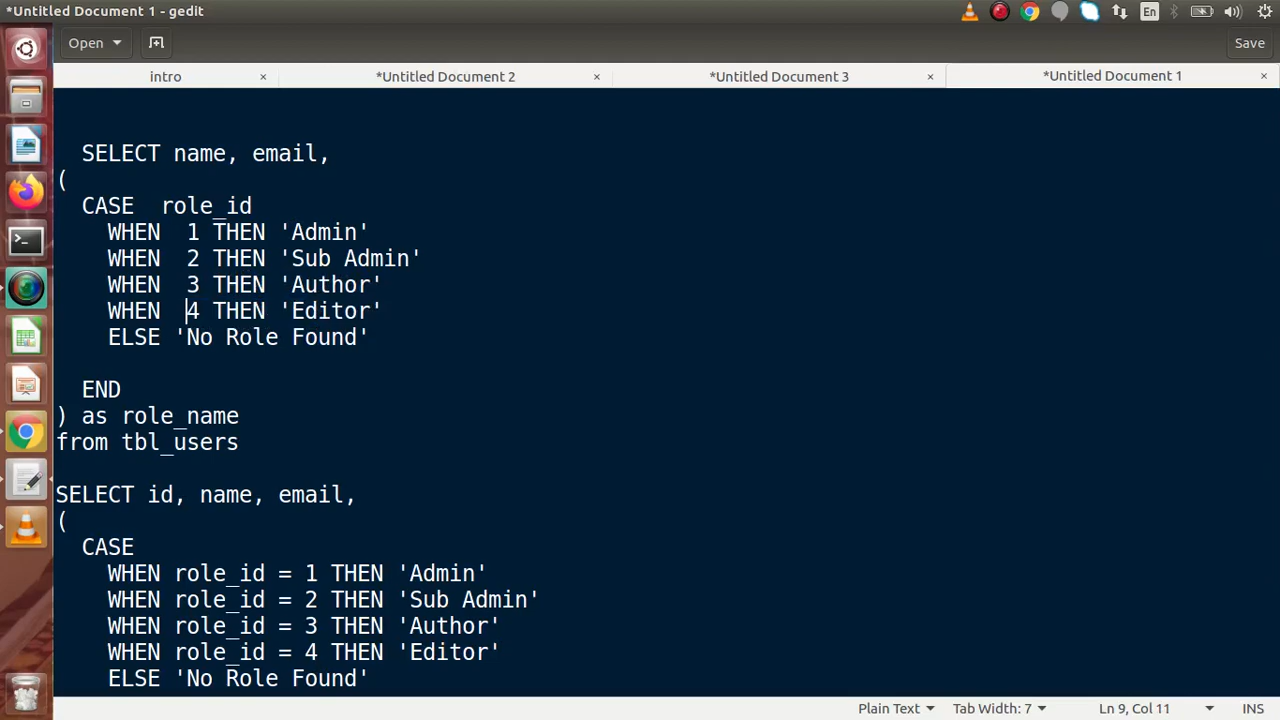 *Untitled Document 1 - gedit
En
Open
Save
intro
*Untitled Document 2
*Untitled Document 3
*Untitled Document 1
SELECT name, email,
(
CASE  role_id
WHEN  1 THEN 'Admin'
WHEN  2 THEN 'Sub Admin'
WHEN  3 THEN 'Author'
WHEN  4 THEN 'Editor'
ELSE 'No Role Found'
END
) as role_name
from tbl_users
SELECT id, name, email,
(
CASE
WHEN role_id = 1 THEN 'Admin'
WHEN role_id = 2 THEN 'Sub Admin'
WHEN role_id = 3 THEN 'Author'
WHEN role_id = 4 THEN 'Editor'
ELSE 'No Role Found'
Plain Text
Tab Width: 7
Ln 9, Col 11
INS